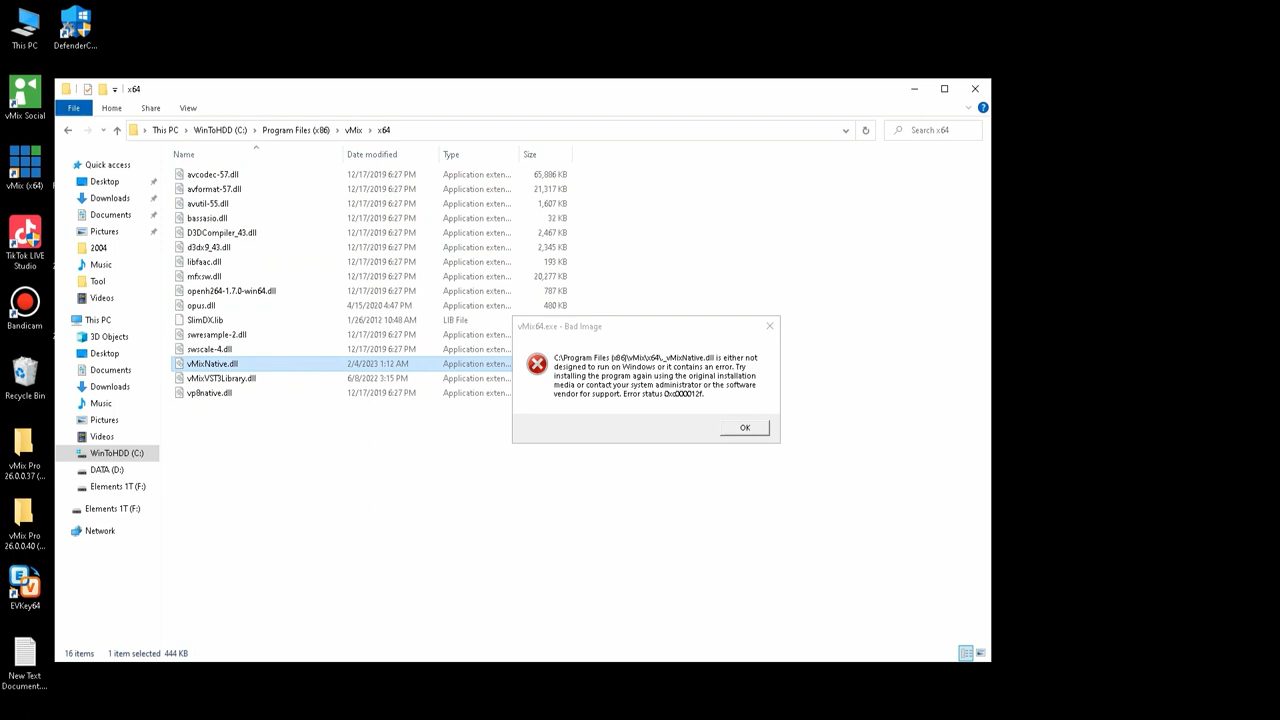 This PC
DefenderC...
vMix Social
vMix (x64)
TikTok LIVE
Studio
Bandicam
Recycle Bin
vMix Pro
26.0.0.37 (...
vMix Pro
26.0.0.40 (...
EVKey64
New Text
Document....
x64
File
Home
Share
View
This PC
WinToHDD (C:)
Program Files (x86)
vMix
x64
Search x64
Quick access
Desktop
Downloads
Documents
Pictures
2004
Music
Tool
Videos
This PC
3D Objects
Desktop
Documents
Downloads
Music
Pictures
Videos
WinToHDD (C:)
DATA (D:)
Elements 1T (F:)
Elements 1T (F:)
Network
Name Date modified Type Size
avcodec-57.dll 12/17/2019 6:27 PM Application exten... 65,886 KB
avformat-57.dll 12/17/2019 6:27 PM Application exten... 21,317 KB
avutil-55.dll 12/17/2019 6:27 PM Application exten... 1,607 KB
bassasio.dll 12/17/2019 6:27 PM Application exten... 32 KB
D3DCompiler_43.dll 12/17/2019 6:27 PM Application exten... 2,467 KB
d3dx9_43.dll 12/17/2019 6:27 PM Application exten... 2,345 KB
libfaac.dll 12/17/2019 6:27 PM Application exten... 193 KB
mfxsw.dll 12/17/2019 6:27 PM Application exten... 20,277 KB
openh264-1.7.0-win64.dll 12/17/2019 6:27 PM Application exten... 787 KB
opus.dll 4/15/2020 4:47 PM Application exten... 480 KB
SlimDX.lib 1/26/2012 10:48 AM LIB File
swresample-2.dll 12/17/2019 6:27 PM Application exten...
swscale-4.dll 12/17/2019 6:27 PM Application exten...
vMixNative.dll 2/4/2023 1:12 AM Application exten...
vMixVST3Library.dll 6/8/2022 3:15 PM Application exten...
vp8native.dll 12/17/2019 6:27 PM Application exten...
vMix64.exe - Bad Image
C:\Program Files (x86)\vMix\x64\_vMixNative.dll is either not
designed to run on Windows or it contains an error. Try
installing the program again using the original installation
media or contact your system administrator or the software
vendor for support. Error status 0xc000012f.
OK
16 items
1 item selected 444 KB